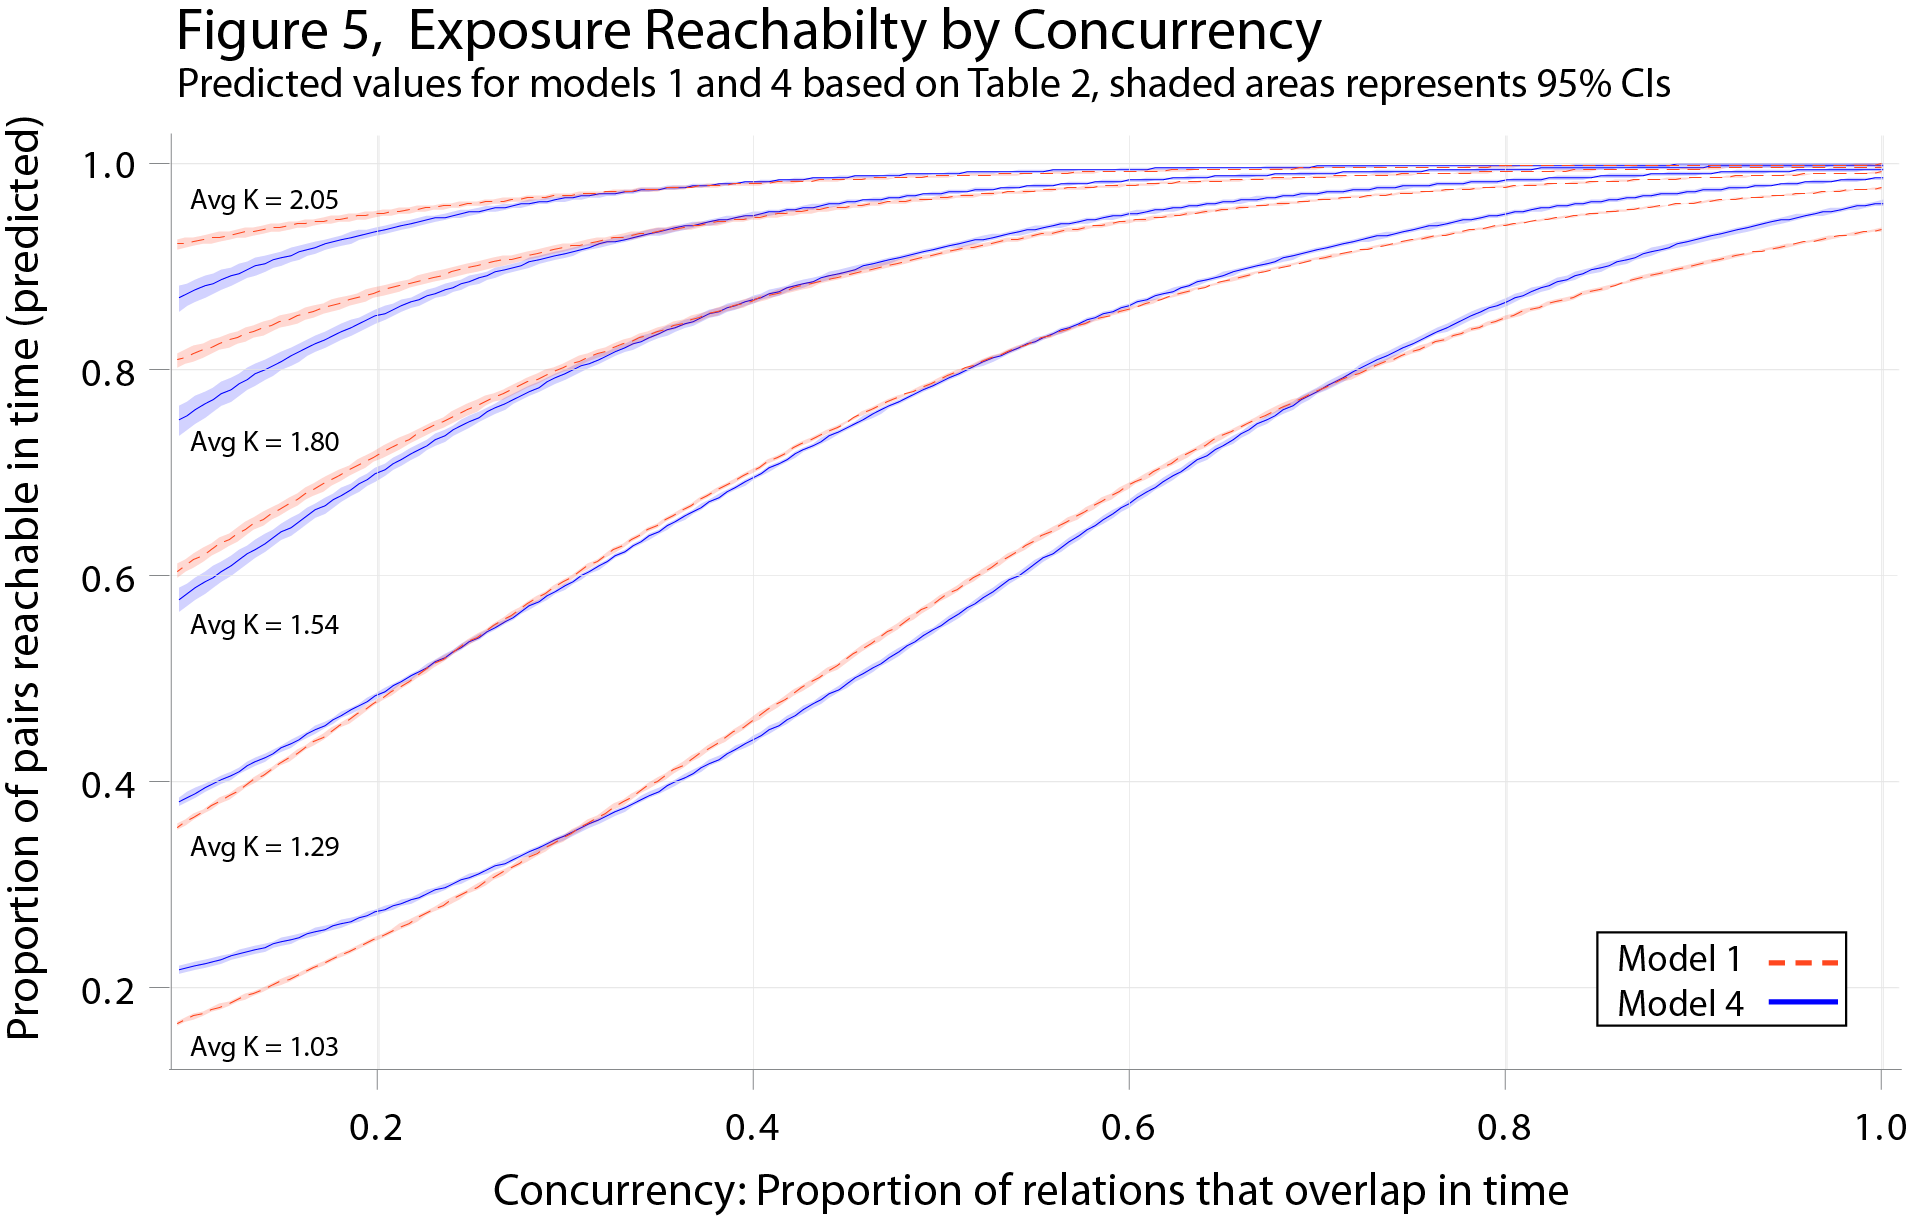 Figure 5, Exposure Reachabilty by Concurrency
Predicted values for models 1 and 4 based on Table 2, shaded areas represents 95% CIs
Proportion of pairs reachable in time (predicted)
1.0
0.8
0.6
0.4
0.2
Avg K = 2.05
Avg K = 1.80
Avg K = 1.54
Avg K = 1.29
Avg K = 1.03
Model 1
Model 4
0.2 0.4 0.6 0.8 1.0
Concurrency: Proportion of relations that overlap in time